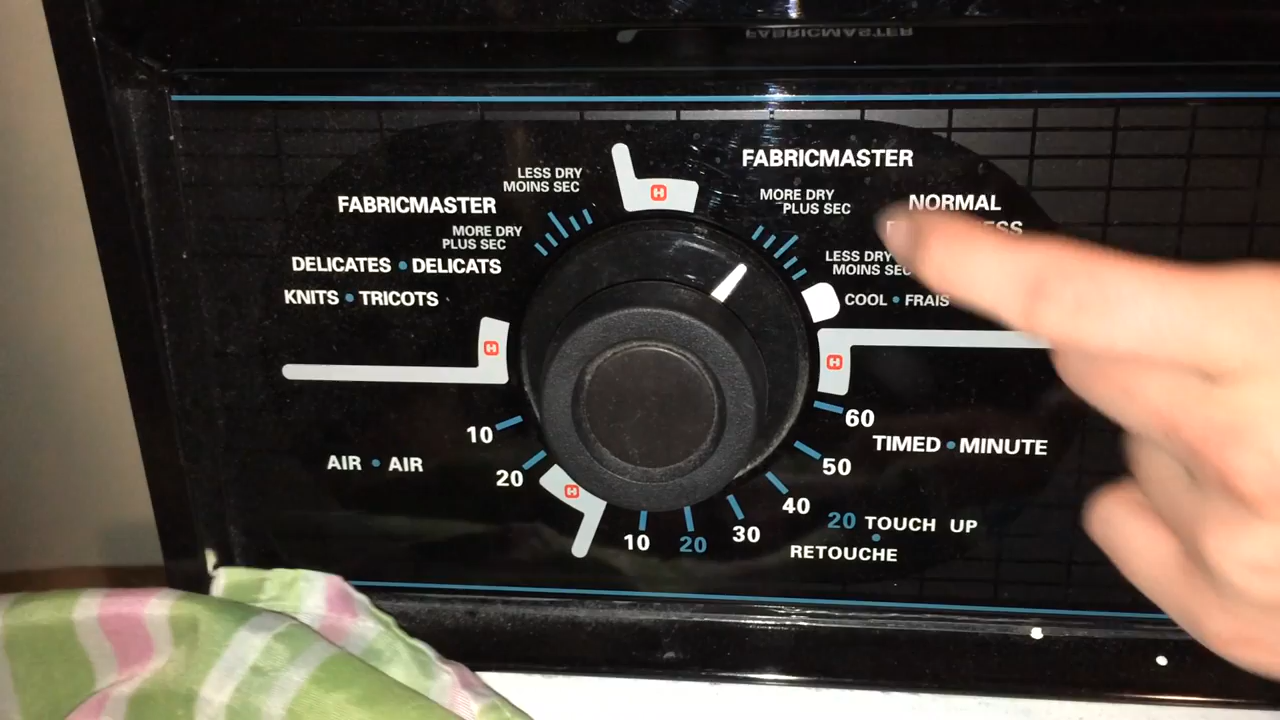 FABRICMASTER
FABRICMASTER
LESS DRY
MOINS SEC
FABRICMASTER
MORE DRY
PLUS SEC
DELICATES • DELICATS
KNITS • TRICOTS
MORE DRY
PLUS SEC
NORMAL
LESS DRY
MOINS SEC
COOL • FRAIS
H
H
H
H
10
20
AIR • AIR
60
50
40
30
20
10
TIMED • MINUTE
20 TOUCH UP
•
RETOUCHE